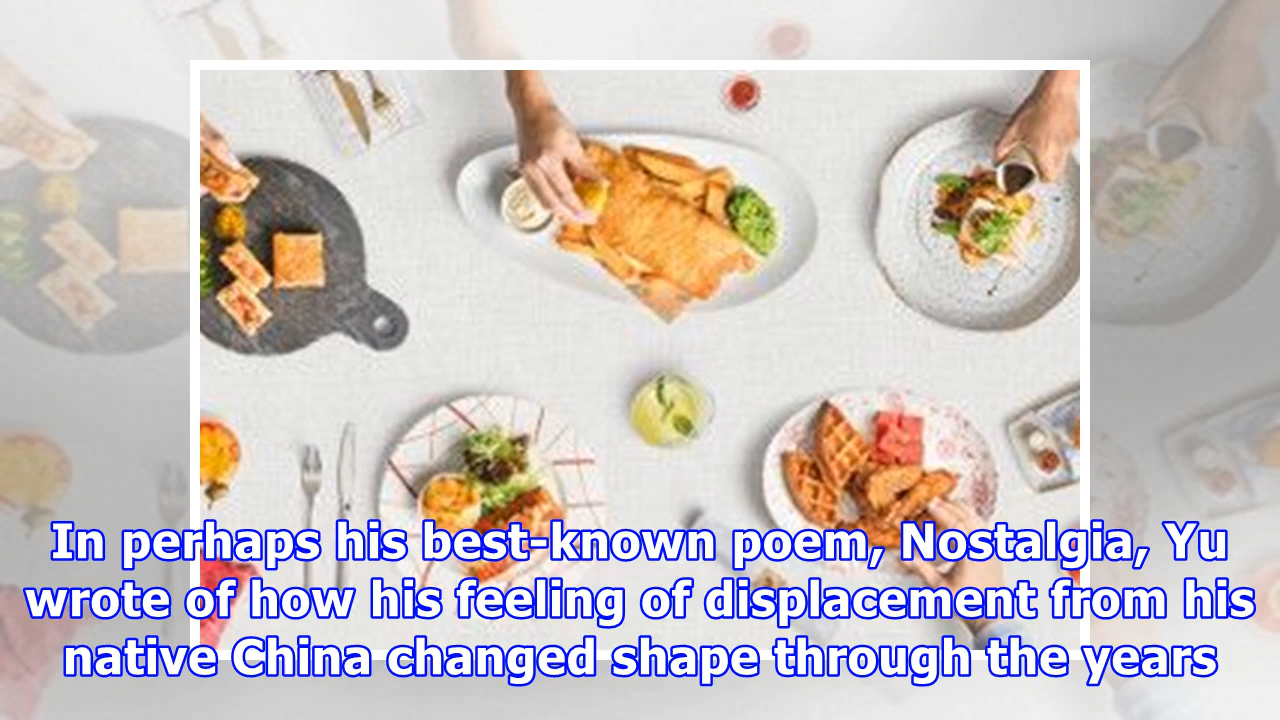 In perhaps his best-known poem, Nostalgia, Yu
wrote of how his feeling of displacement from his
native China changed shape through the years